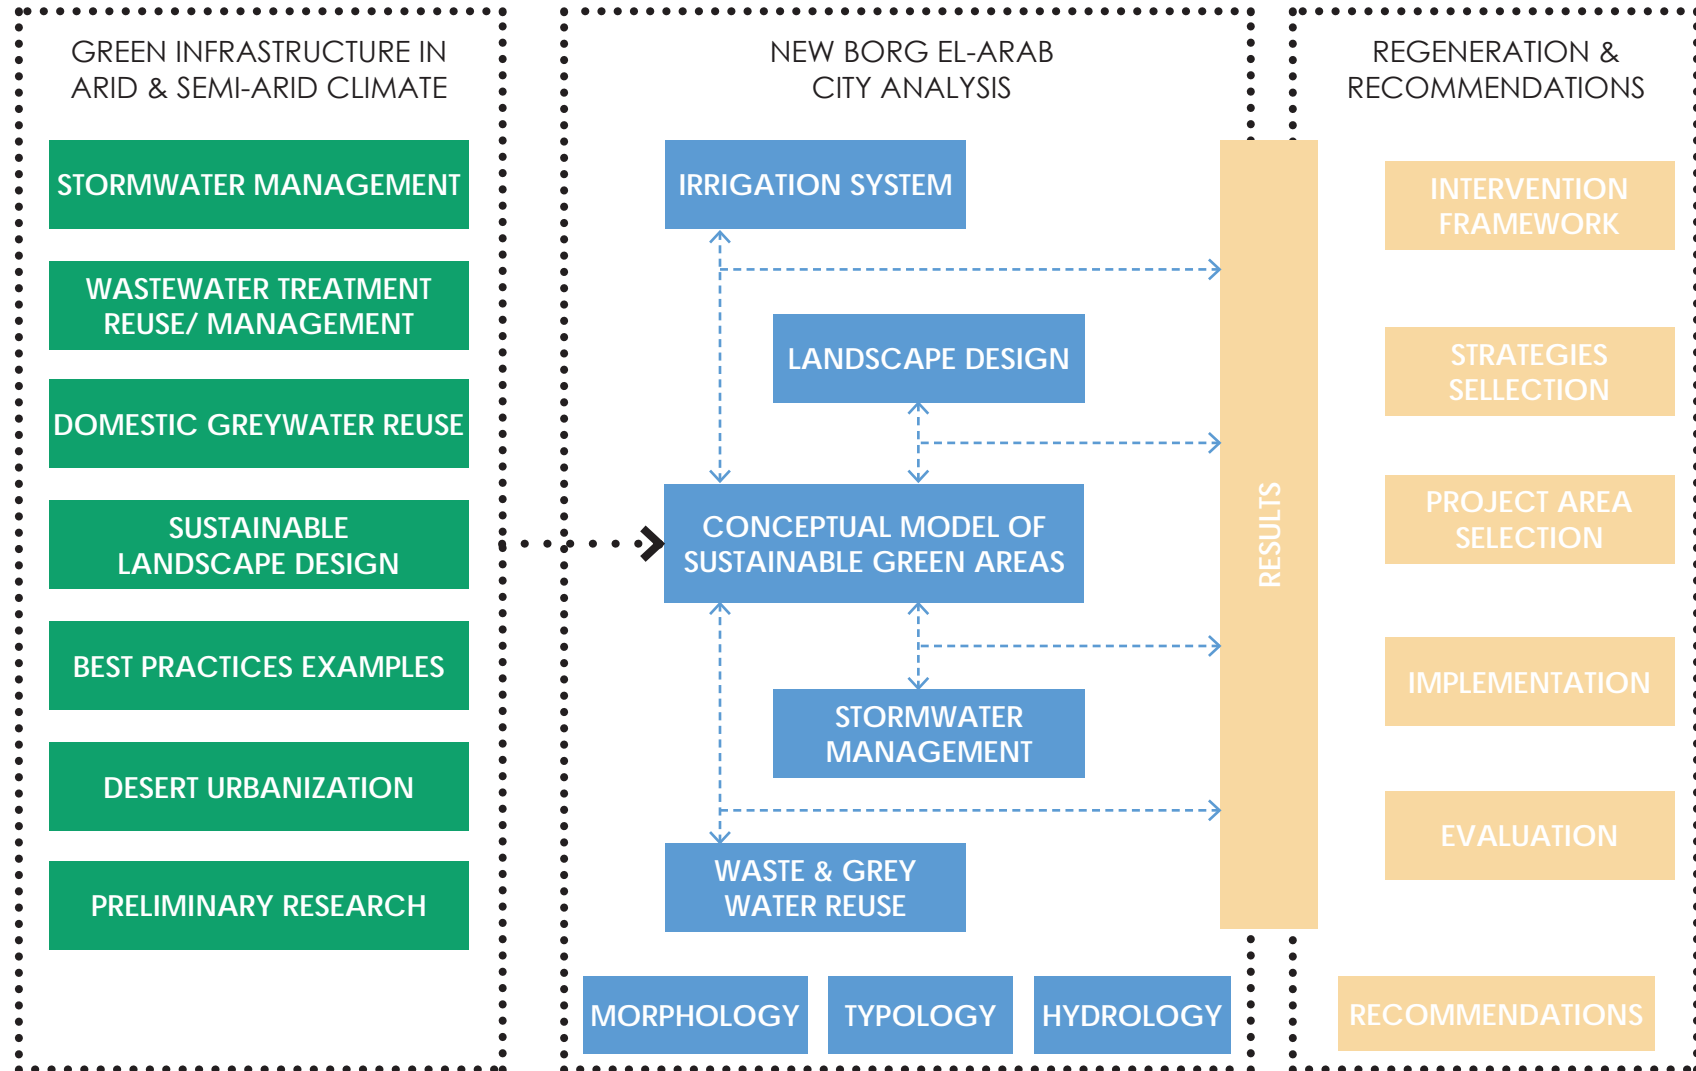 GREEN INFRASTRUCTURE IN
ARID & SEMI-ARID CLIMATE
STORMWATER MANAGEMENT
WASTEWATER TREATMENT
REUSE/ MANAGEMENT
DOMESTIC GREYWATER REUSE
SUSTAINABLE
LANDSCAPE DESIGN
BEST PRACTICES EXAMPLES
DESERT URBANIZATION
PRELIMINARY RESEARCH
NEW BORG EL-ARAB
CITY ANALYSIS
IRRIGATION SYSTEM
LANDSCAPE DESIGN
CONCEPTUAL MODEL OF
SUSTAINABLE GREEN AREAS
STORMWATER
MANAGEMENT
WASTE & GREY
WATER REUSE
MORPHOLOGY
TYPOLOGY
HYDROLOGY
RESULTS
REGENERATION &
RECOMMENDATIONS
INTERVENTION
FRAMEWORK
STRATEGIES
SELLECTION
PROJECT AREA
SELECTION
IMPLEMENTATION
EVALUATION
RECOMMENDATIONS